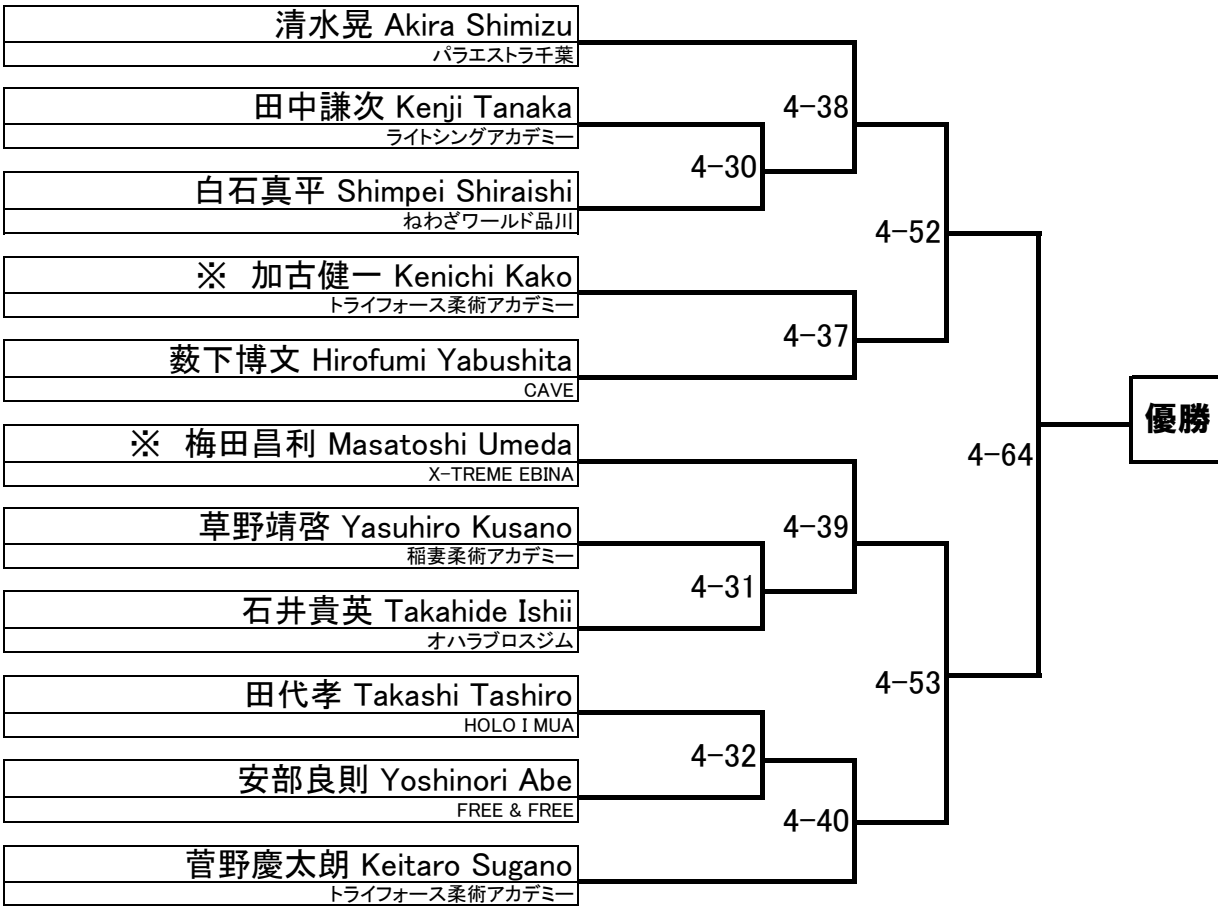 清水晃 Akira Shimizu
パラエストラ千葉
田中謙次 Kenji Tanaka
ライトシングアカデミー
白石真平 Shimpei Shiraishi
ねわざワールド品川
※ 加古健一 Kenichi Kako
トライフォース柔術アカデミー
薮下博文 Hirofumi Yabushita
CAVE
※ 梅田昌利 Masatoshi Umeda
X-TREME EBINA
草野靖啓 Yasuhiro Kusano
稲妻柔術アカデミー
石井貴英 Takahide Ishii
オハラブロスジム
田代孝 Takashi Tashiro
HOLO I MUA
安部良則 Yoshinori Abe
FREE & FREE
菅野慶太朗 Keitaro Sugano
トライフォース柔術アカデミー
4-30
4-31
4-32
4-38
4-37
4-39
4-40
4-52
4-53
4-64
優勝